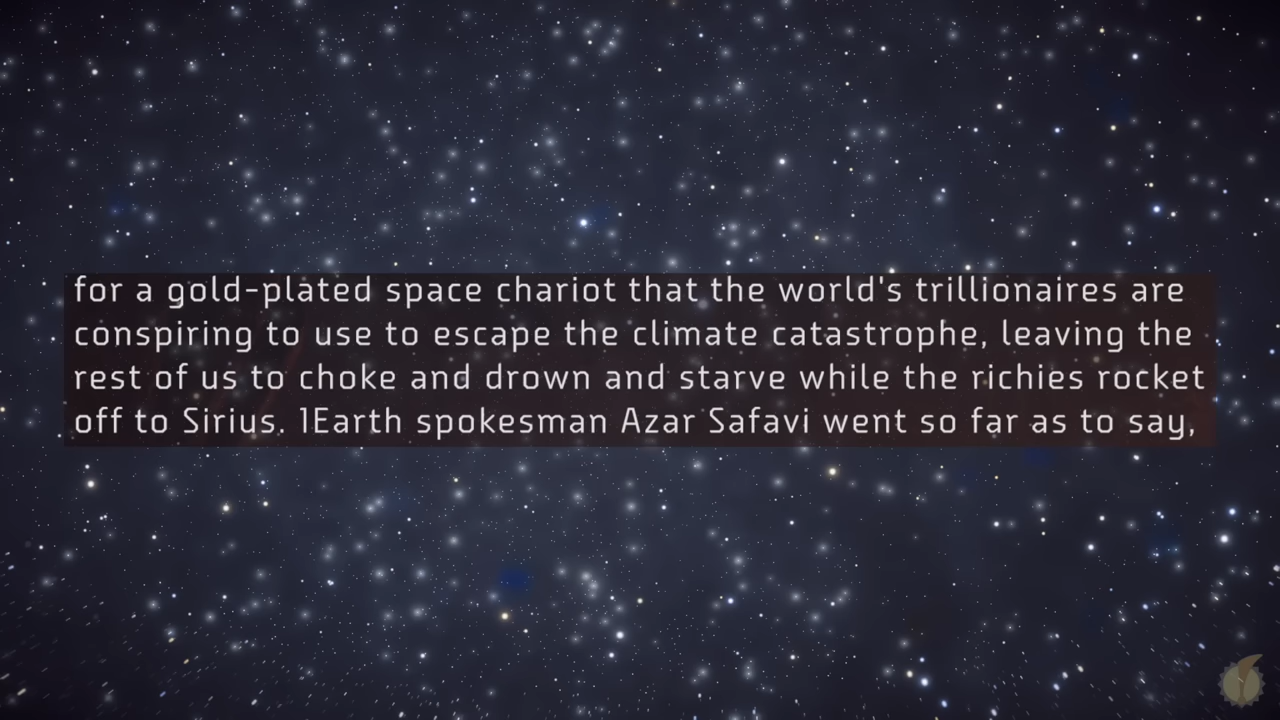 for a gold-plated space chariot that the world's trillionaires are
conspiring to use to escape the climate catastrophe, leaving the
rest of us to choke and drown and starve while the richies rocket
off to Sirius. 1Earth spokesman Azar Safavi went so far as to say,